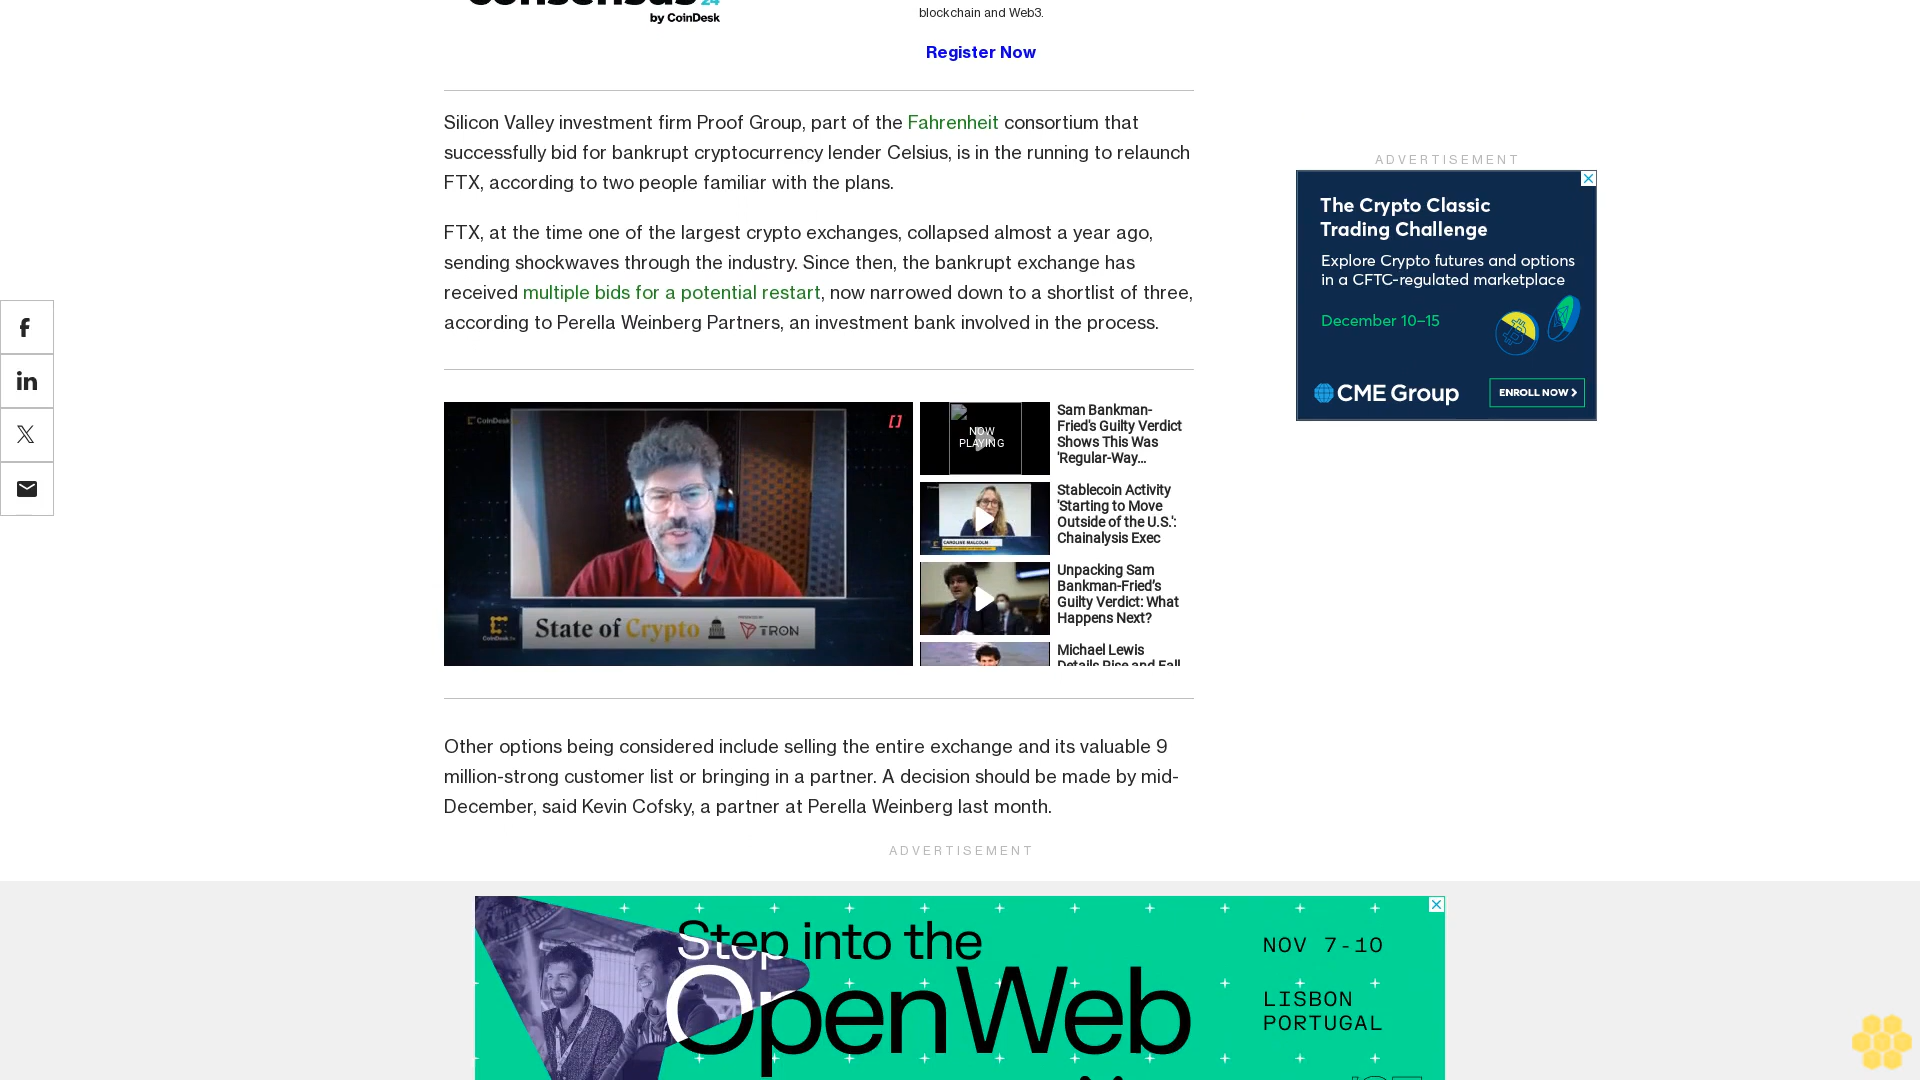 by CoinDesk
blockchain and Web3.
Register Now
Silicon Valley investment firm Proof Group, part of the Fahrenheit consortium that
successfully bid for bankrupt cryptocurrency lender Celsius, is in the running to relaunch
FTX, according to two people familiar with the plans.
FTX, at the time one of the largest crypto exchanges, collapsed almost a year ago,
sending shockwaves through the industry. Since then, the bankrupt exchange has
received multiple bids for a potential restart, now narrowed down to a shortlist of three,
according to Perella Weinberg Partners, an investment bank involved in the process.
CoinDesk
State of Crypto
TRON
CoinDesk.tv
NOW
PLAYING
Sam Bankman-
Fried's Guilty Verdict
Shows This Was
'Regular-Way...
CAROLINE MALCOLM
Stablecoin Activity
'Starting to Move
Outside of the U.S.':
Chainalysis Exec
Unpacking Sam
Bankman-Fried's
Guilty Verdict: What
Happens Next?
Michael Lewis
Details Rise and Fall
Other options being considered include selling the entire exchange and its valuable 9
million-strong customer list or bringing in a partner. A decision should be made by mid-
December, said Kevin Cofsky, a partner at Perella Weinberg last month.
ADVERTISEMENT
Step into the
Open Web
NOV 7-10
LISBON
PORTUGAL
ADVERTISEMENT
The Crypto Classic
Trading Challenge
Explore Crypto futures and options
in a CFTC-regulated marketplace
December 10–15
CME Group
ENROLL NOW